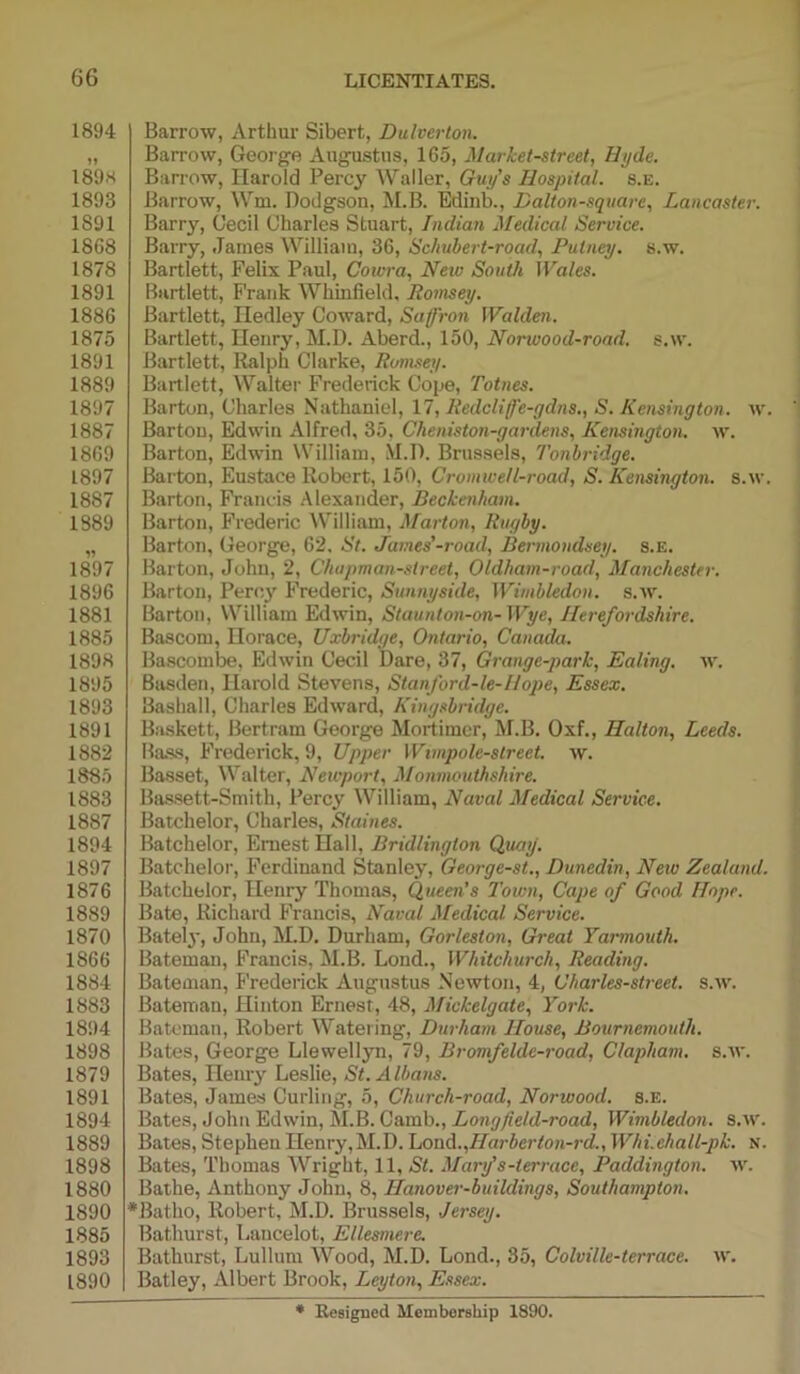 66 LICENTIATES.
1894 Barrow, Arthur Sibert, Dulverton.
„ Barrow, George Augustus, 165, Market-street, Hyde.
1898 Barrow, Harold Percy Waller, Guy's Hospital. S.E.
1893 Barrow, Wm. Dodgson, M.B. Edinb., Dalton-square, Lancaster.
1891 Barry, Cecil Charles Stuart, Indian Medical Service.
1868 Barry, James William, 36, Schubert-road, Putney. S.W.
1878 Bartlett, Felix Paul, Cowra, New South Wales.
1891 Bartlett, Frank Whinfield, Romsey.
1886 Bartlett, Hedley Coward, Saffron Walden.
1875 Bartlett, Henry, M.D. Aberd., 150, Norwood-road. S.W.
1891 Bartlett, Ralph Clarke, Romsey.
1889 Bartlett, Walter Frederick Cope, Totnes.
1897 Barton, Charles Nathaniel, 17, Redcliffe-gdns., S. Kensington. W.
1887 Barton, Edwin Alfred, 35, Cheniston-gardens, Kensington. W.
1869 Barton, Edwin William, M.D. Brussels, Tonbridge.
1897 Barton, Eustace Robert, 150, Cromwell-road, S. Kensington. S.W.
1887 Barton, Francis Alexander, Beckenham.
1889 Barton, Frederic William, Marton, Rugby.
„ Barton, George, 62, St. James'-road, Bermondsey. S.E.
1897 Barton, John, 2, Chapman-street, Oldham-road, Manchester.
1896 Barton, Percy Frederic, Sunnyside, Wimbledon. S.W.
1881 Barton, William Edwin, Staunton-on-Wye, Herefordshire.
1885 Bascom, Horace, Uxbridge, Ontario, Canada.
1898 Bascombe, Edwin Cecil Dare, 37, Grange-park, Ealing. W.
1895 Basden, Harold Stevens, Stanford-le-Hope, Essex.
1893 Bashall, Charles Edward, Kingsbridge.
1891 Baskett, Bertram George Mortimer, M.B. Oxf., Halton, Leeds.
1882 Bass, Frederick, 9, Upper Wimpole-street. W.
1885 Basset, Walter, Newport, Monmouthshire.
1883 Bassett-Smith, Percy William, Naval Medical Service.
1887 Batchelor, Charles, Staines.
1894 Batchelor, Ernest Hall, Bridlington Quay.
1897 Batchelor, Ferdinand Stanley, George-st., Dunedin, New Zealand.
1876 Batchelor, Henry Thomas, Queen's Town, Cape of Good Hope.
1889 Bate, Richard Francis, Naval Medical Service.
1870 Bately, John, M.D. Durham, Gorleston, Great Yarmouth.
1866 Bateman, Francis, M.B. Lond., Whitchurch, Reading.
1884 Bateman, Frederick Augustus Newton, 4, Charles-street. S.W.
1883 Bateman, Hinton Ernest, 48, Mickelgate, York.
1894 Bateman, Robert Watering, Durham House, Bournemouth.
1898 Bates, George Llewellyn, 79, Bromfelde-road, Clapham. S.W.
1879 Bates, Henry Leslie, St. Albans.
1891 Bates, James Curling, 5, Church-road, Norwood. S.E.
1894 Bates, John Edwin, M.B. Camb., Longfield-road, Wimbledon. S.W.
1889 Bates, Stephen Henry, M.D. Lond., Harberton-rd., Whi.ehall-pk. N.
1898 Bates, Thomas Wright, 11, St. Mary's-terrace, Paddington. W.
1880 Bathe, Anthony John, 8, Hanover-buildings, Southampton.
1890 *Batho, Robert, M.D. Brussels, Jersey.
1885 Bathurst, Lancelot, Ellesmere.
1893 Bathurst, Lullum Wood, M.D. Lond., 35, Colville-terrace. W.
1890 Batley, Albert Brook, Leyton, Essex.
* Resigned Membership 1890.